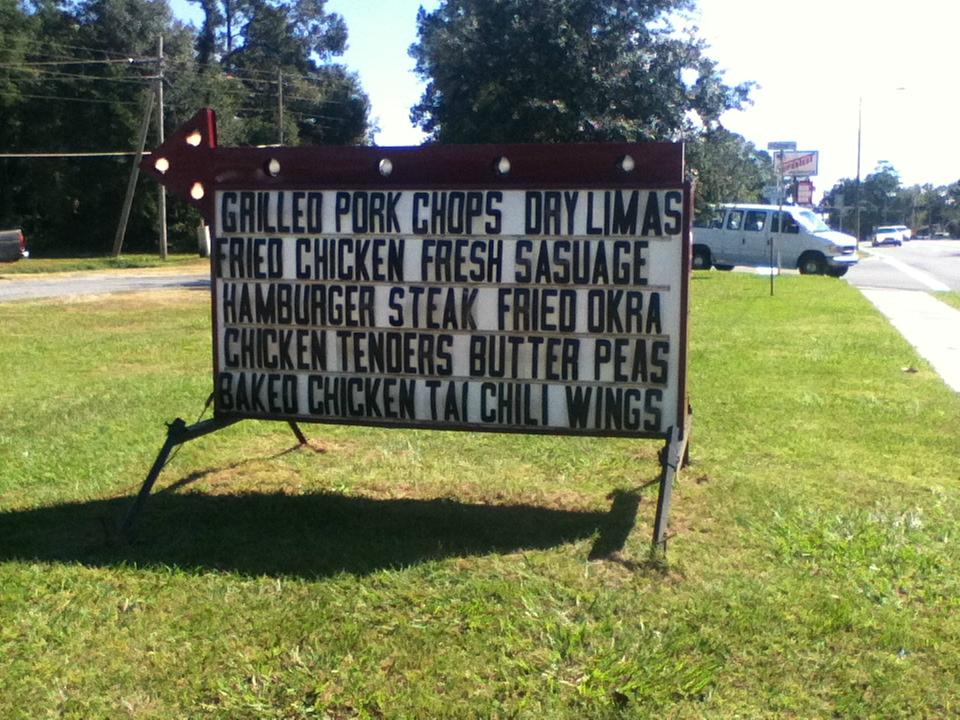 GRILLED PORK CHOPS DRY LIMAS
FRIED CHICKEN FRESH SASUAGE
HAMBURGER STEAK FRIED OKRA
CHICKEN TENDERS BUTTER PEAS
BAKED CHICKEN TAI CHILI WINGS